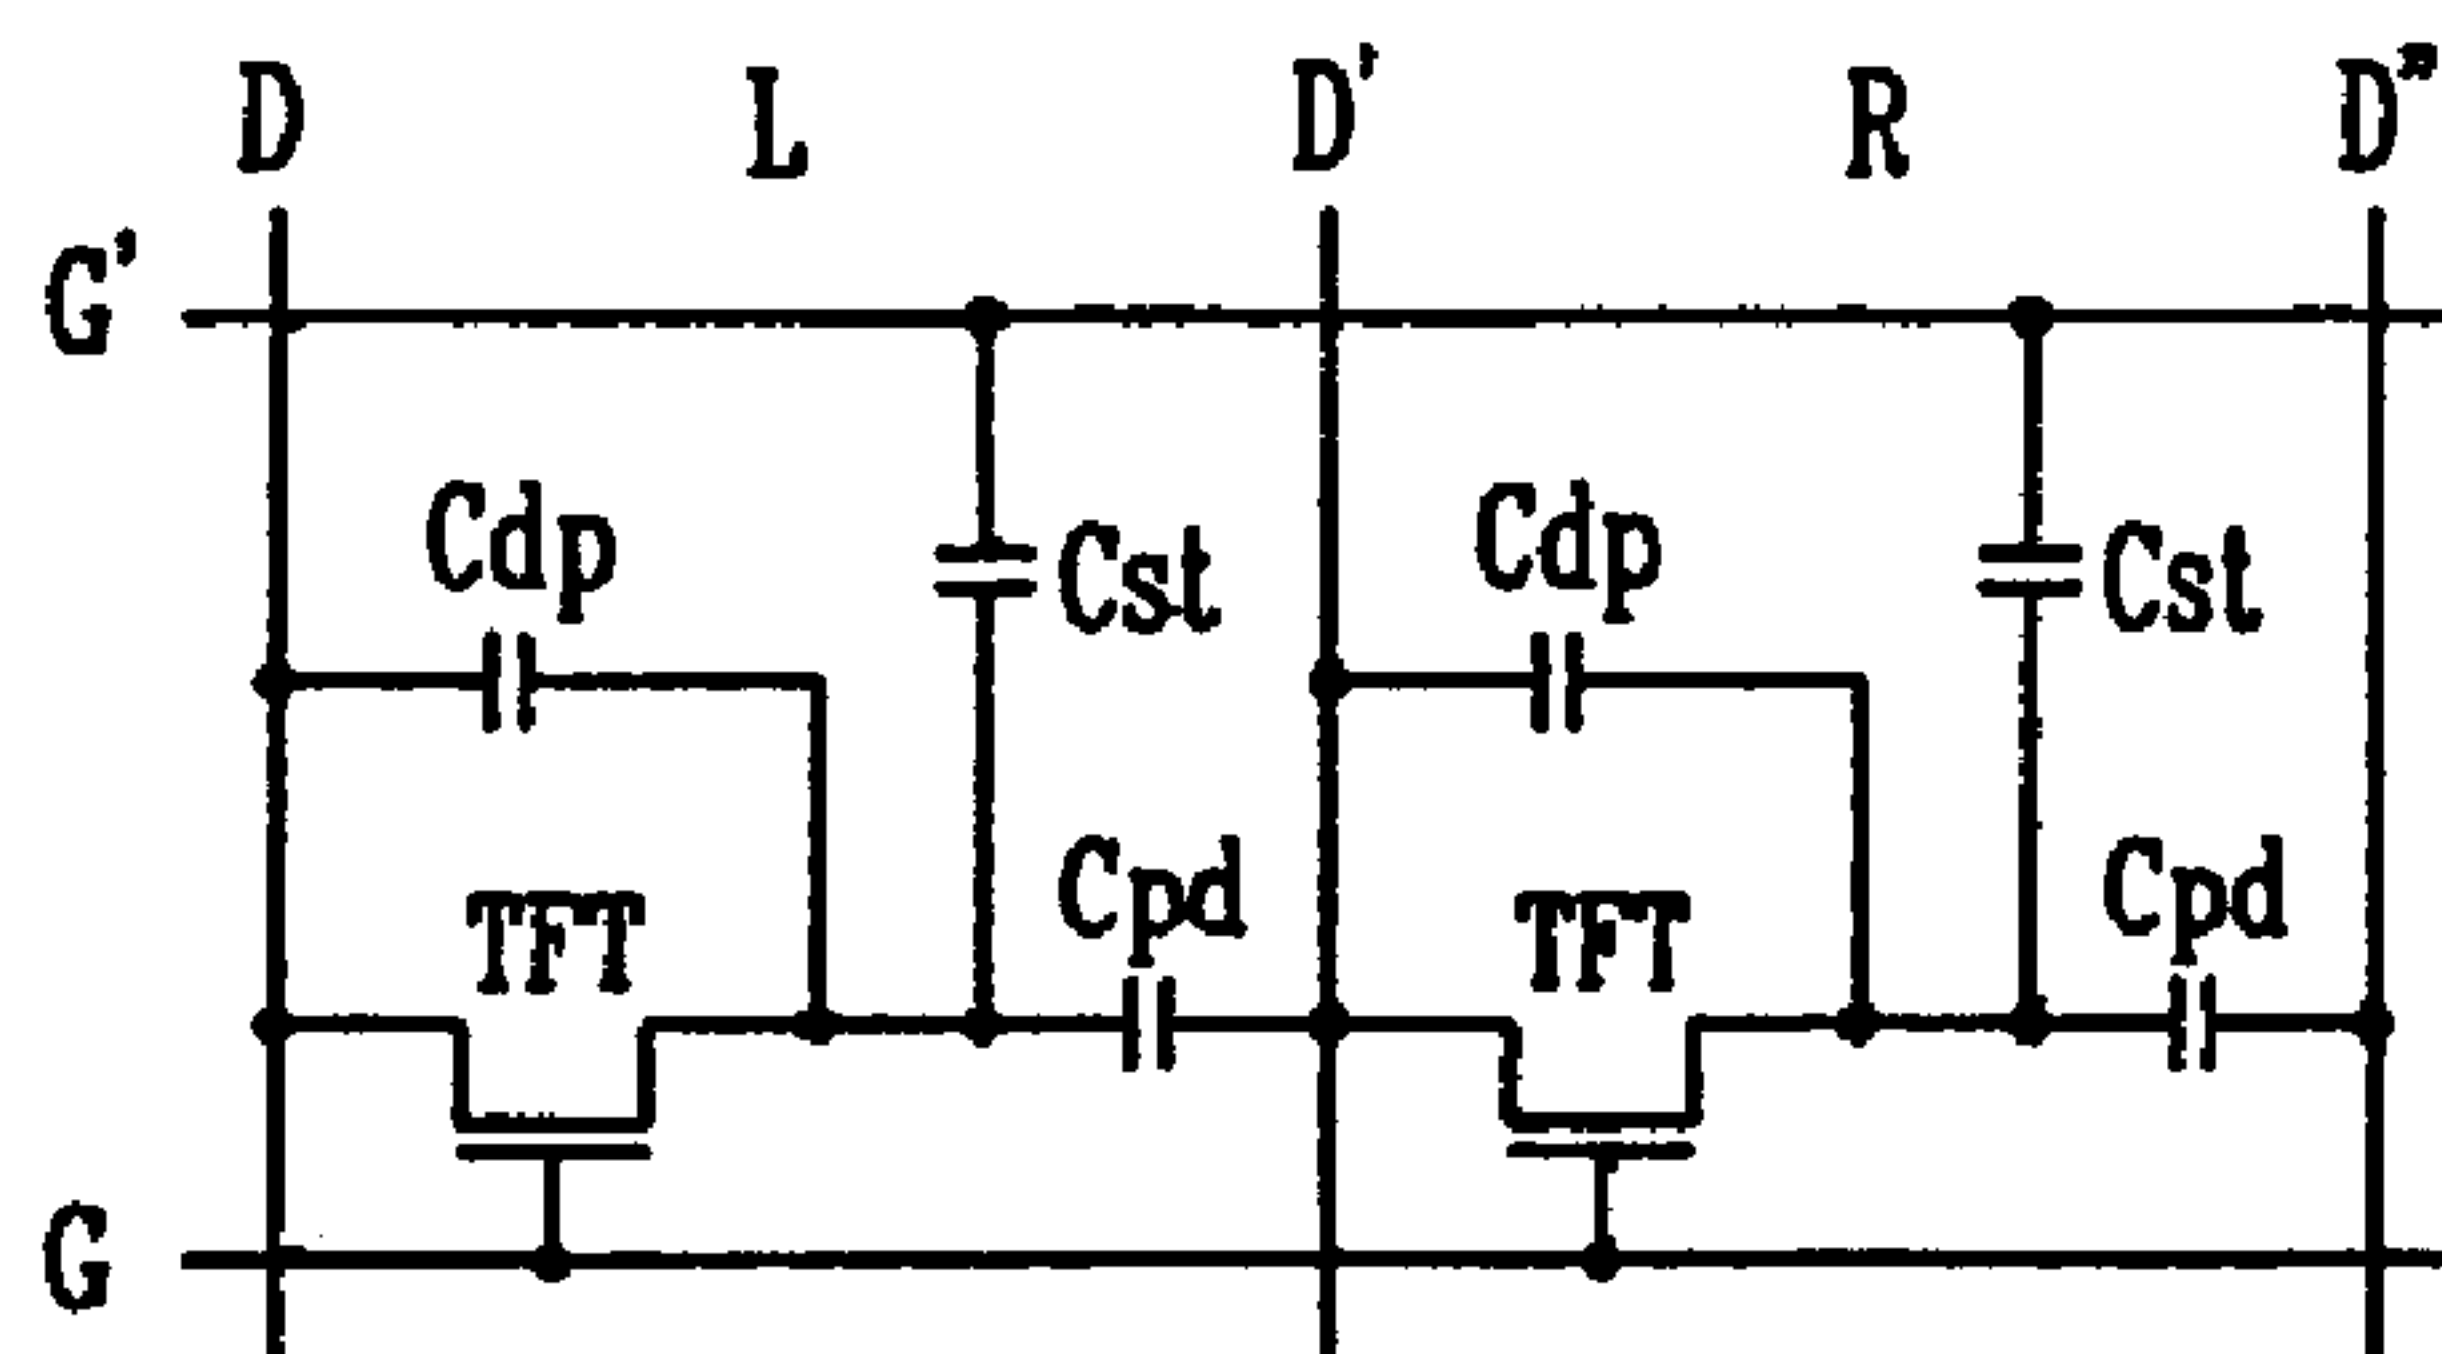 D L D' R D"
G'
Cdp Cst Cdp Cst
TFT Cpd TFT Cpd
G